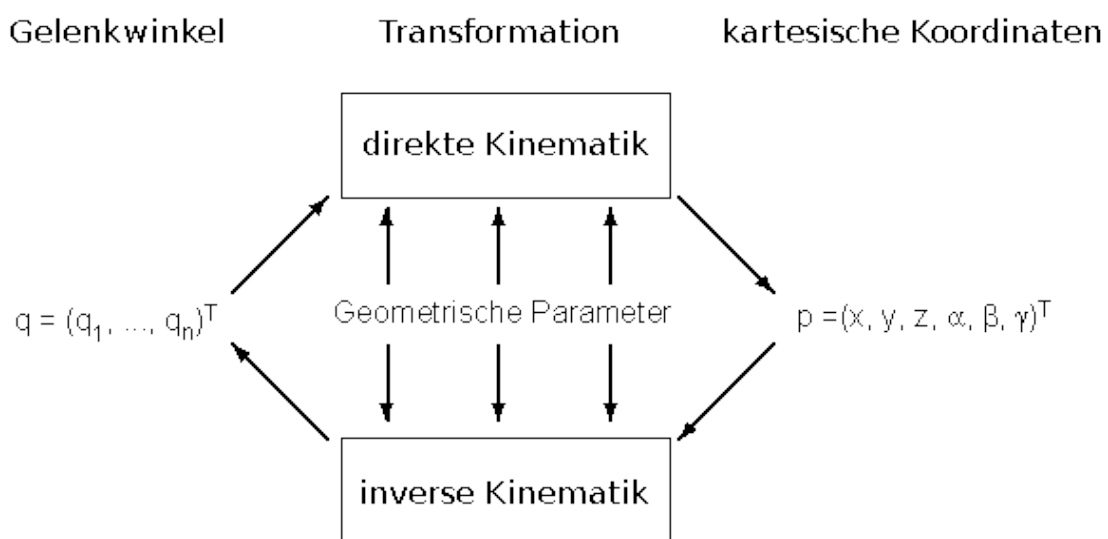 Gelenkwinkel Transformation kartesische Koordinaten
direkte Kinematik
q = (q₁, ..., qₙ)ᵀ Geometrische Parameter p =(x, y, z, α, β, γ)ᵀ
inverse Kinematik